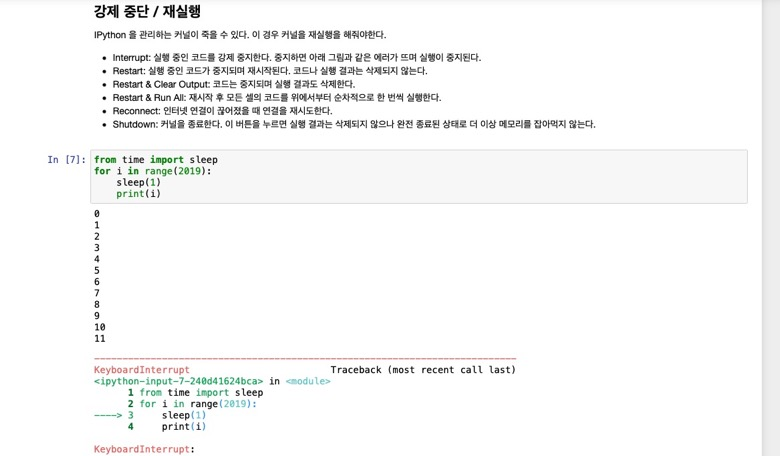 강제 중단 / 재실행
IPython 을 관리하는 커널이 죽을 수 있다. 이 경우 커널을 재실행을 해줘야한다.
• Interrupt: 실행 중인 코드를 강제 중지한다. 중지하면 아래 그림과 같은 에러가 뜨며 실행이 중지된다.
• Restart: 실행 중인 코드가 중지되며 재시작된다. 코드나 실행 결과는 삭제되지 않는다.
• Restart & Clear Output: 코드는 중지되며 실행 결과도 삭제한다.
• Restart & Run All: 재시작 후 모든 셀의 코드를 위에서부터 순차적으로 한 번씩 실행한다.
• Reconnect: 인터넷 연결이 끊어졌을 때 연결을 재시도한다.
• Shutdown: 커널을 종료한다. 이 버튼을 누르면 실행 결과는 삭제되지 않으나 완전 종료된 상태로 더 이상 메모리를 잡아먹지 않는다.
In [7]: from time import sleep
for i in range(2019):
    sleep(1)
    print(i)
0
1
2
3
4
5
6
7
8
9
10
11
---------------------------------------------------------------------------
KeyboardInterrupt                         Traceback (most recent call last)
<ipython-input-7-240d41624bca> in <module>
      1 from time import sleep
      2 for i in range(2019):
----> 3     sleep(1)
      4     print(i)
KeyboardInterrupt: